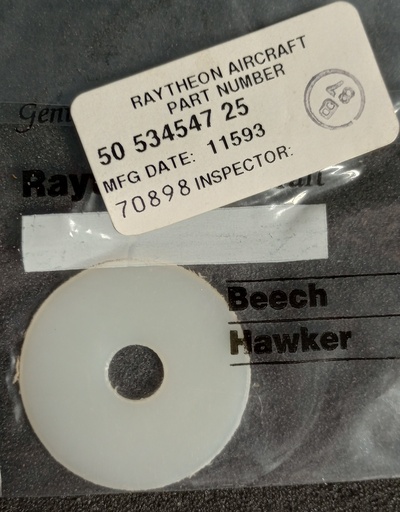 RAYTHEON AIRCRAFT
PART NUMBER
50 534547 25
MFG DATE: 11593
70898 INSPECTOR:
Beech
Hawker